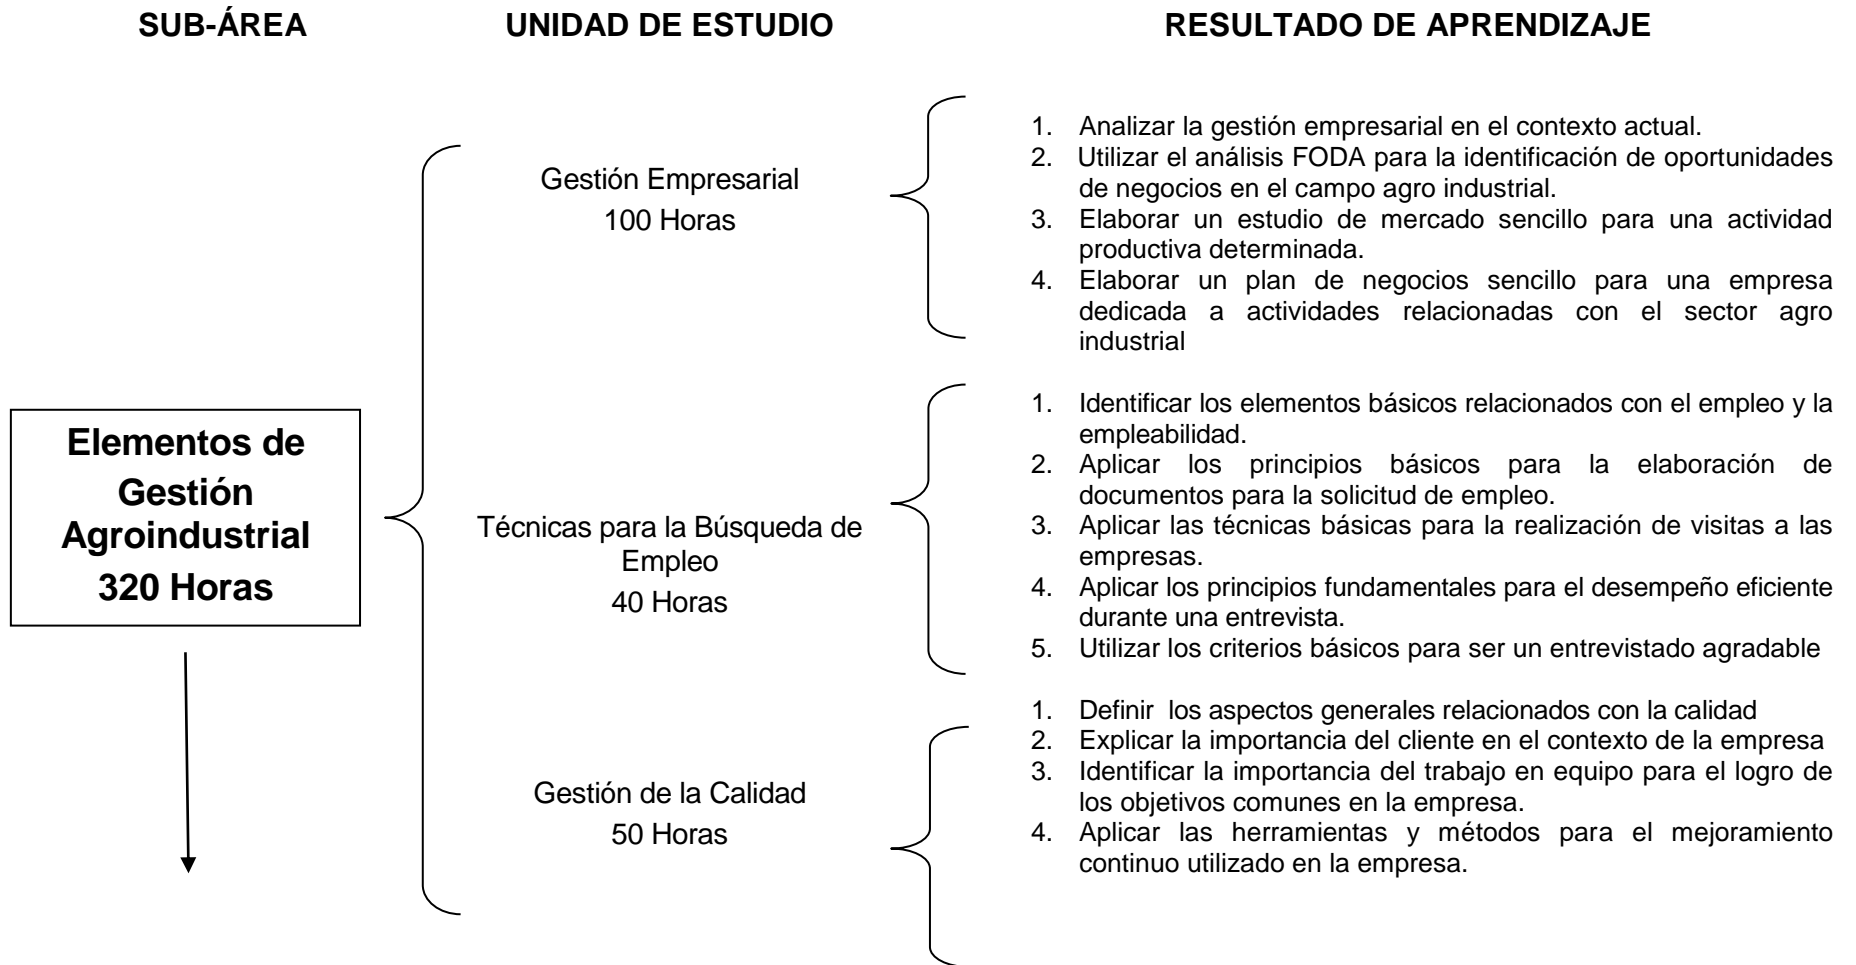 SUB-ÁREA
UNIDAD DE ESTUDIO
RESULTADO DE APRENDIZAJE
Elementos de
Gestión
Agroindustrial
320 Horas
Gestión Empresarial
100 Horas
1. Analizar la gestión empresarial en el contexto actual.
2. Utilizar el análisis FODA para la identificación de oportunidades
de negocios en el campo agro industrial.
3. Elaborar un estudio de mercado sencillo para una actividad
productiva determinada.
4. Elaborar un plan de negocios sencillo para una empresa
dedicada a actividades relacionadas con el sector agro
industrial
Técnicas para la Búsqueda de
Empleo
40 Horas
1. Identificar los elementos básicos relacionados con el empleo y la
empleabilidad.
2. Aplicar los principios básicos para la elaboración de
documentos para la solicitud de empleo.
3. Aplicar las técnicas básicas para la realización de visitas a las
empresas.
4. Aplicar los principios fundamentales para el desempeño eficiente
durante una entrevista.
5. Utilizar los criterios básicos para ser un entrevistado agradable
Gestión de la Calidad
50 Horas
1. Definir los aspectos generales relacionados con la calidad
2. Explicar la importancia del cliente en el contexto de la empresa
3. Identificar la importancia del trabajo en equipo para el logro de
los objetivos comunes en la empresa.
4. Aplicar las herramientas y métodos para el mejoramiento
continuo utilizado en la empresa.